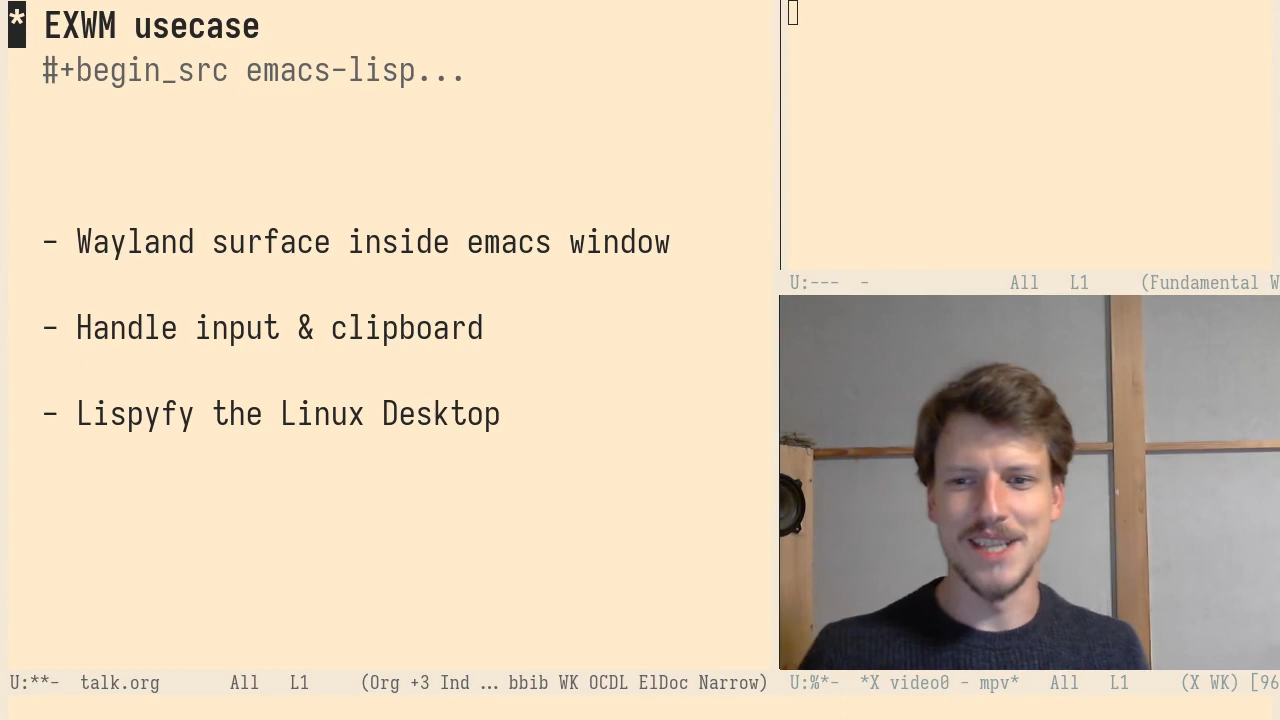 * EXWM usecase
#+begin_src emacs-lisp...
- Wayland surface inside emacs window
- Handle input & clipboard
- Lispyfy the Linux Desktop
U:**-  talk.org       All   L1     (Org +3 Ind ... bbib WK OCDL ElDoc Narrow)
U:---  -              All   L1     (Fundamental W
U:%*-  *X video0 - mpv*   All   L1     (X WK) [96